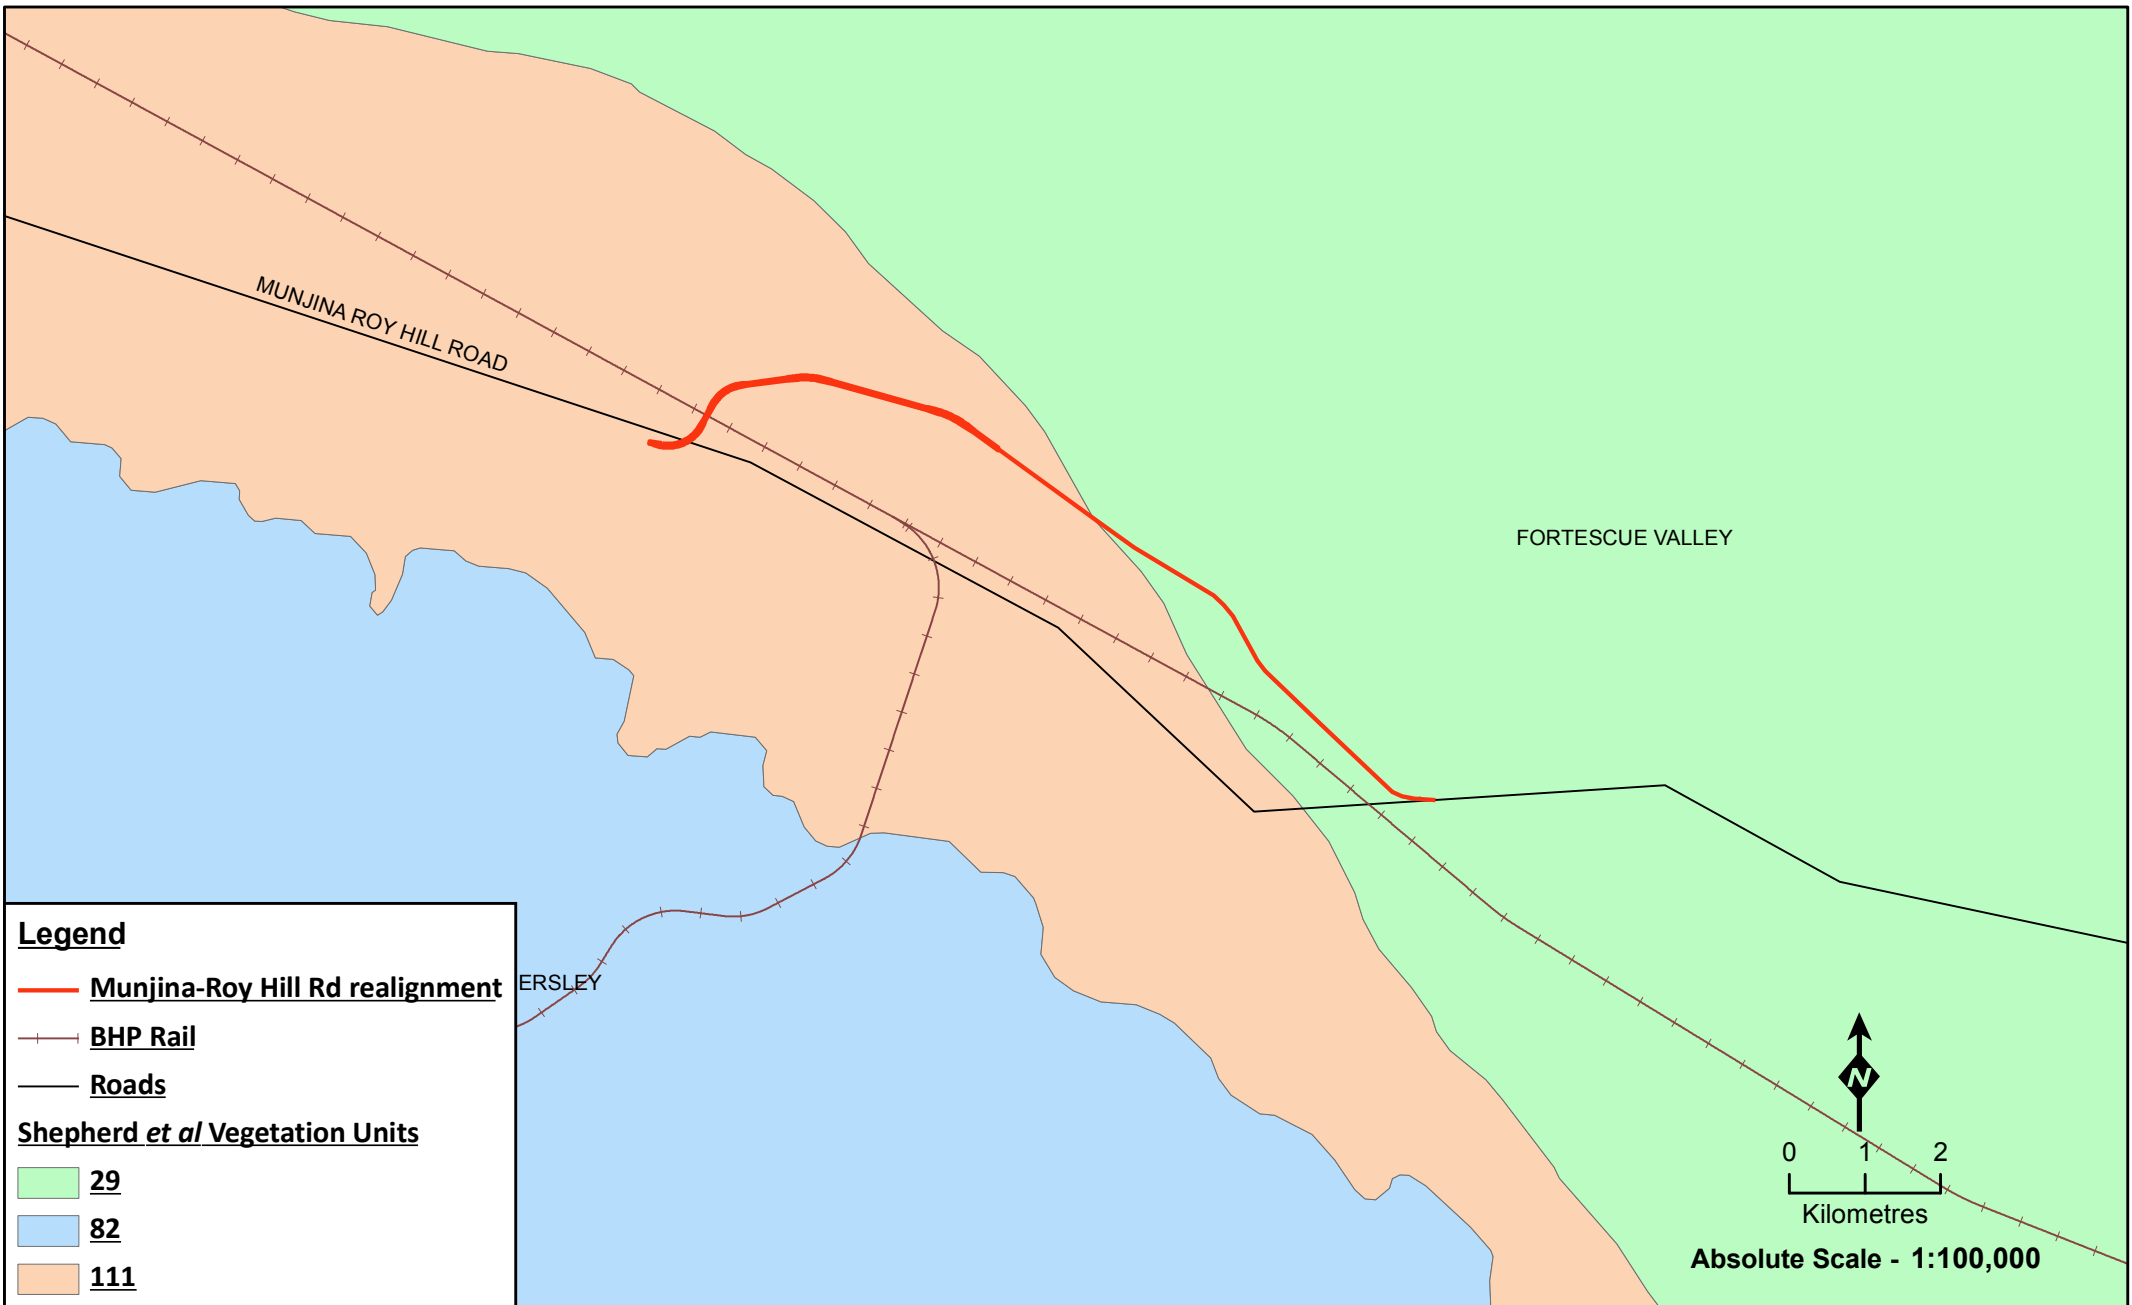 MUNJINA ROY HILL ROAD
FORTESCUE VALLEY
ERSLEY
Legend
Munjina-Roy Hill Rd realignment
BHP Rail
Roads
Shepherd et al Vegetation Units
29
82
111
N
0 1 2
Kilometres
Absolute Scale - 1:100,000